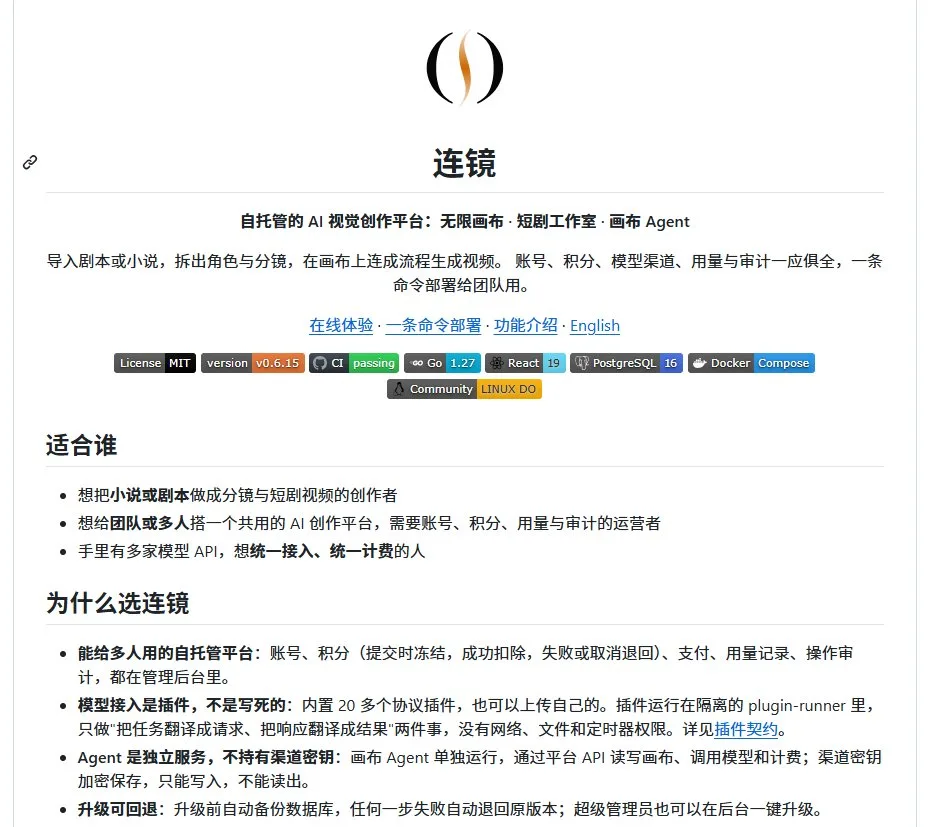 连镜
自托管的 AI 视觉创作平台：无限画布 · 短剧工作室 · 画布 Agent
导入剧本或小说，拆出角色与分镜，在画布上连成流程生成视频。 账号、积分、模型渠道、用量与审计一应俱全，一条
命令部署给团队用。
在线体验 · 一条命令部署 · 功能介绍 · English
License MIT version v0.6.15 CI passing Go 1.27 React 19 PostgreSQL 16 Docker Compose
Community LINUX DO
适合谁
• 想把小说或剧本做成分镜与短剧视频的创作者
• 想给团队或多人搭一个共用的 AI 创作平台，需要账号、积分、用量与审计的运营者
• 手里有多家模型 API，想统一接入、统一计费的人
为什么选连镜
• 能给多人用的自托管平台：账号、积分（提交时冻结，成功扣除，失败或取消退回）、支付、用量记录、操作审
计，都在管理后台里。
• 模型接入是插件，不是写死的：内置 20 多个协议插件，也可以上传自己的。插件运行在隔离的 plugin-runner 里，
只做"把任务翻译成请求、把响应翻译成结果"两件事，没有网络、文件和定时器权限。详见插件契约。
• Agent 是独立服务，不持有渠道密钥：画布 Agent 单独运行，通过平台 API 读写画布、调用模型和计费；渠道密钥
加密保存，只能写入，不能读出。
• 升级可回退：升级前自动备份数据库，任何一步失败自动退回原版本；超级管理员也可以在后台一键升级。